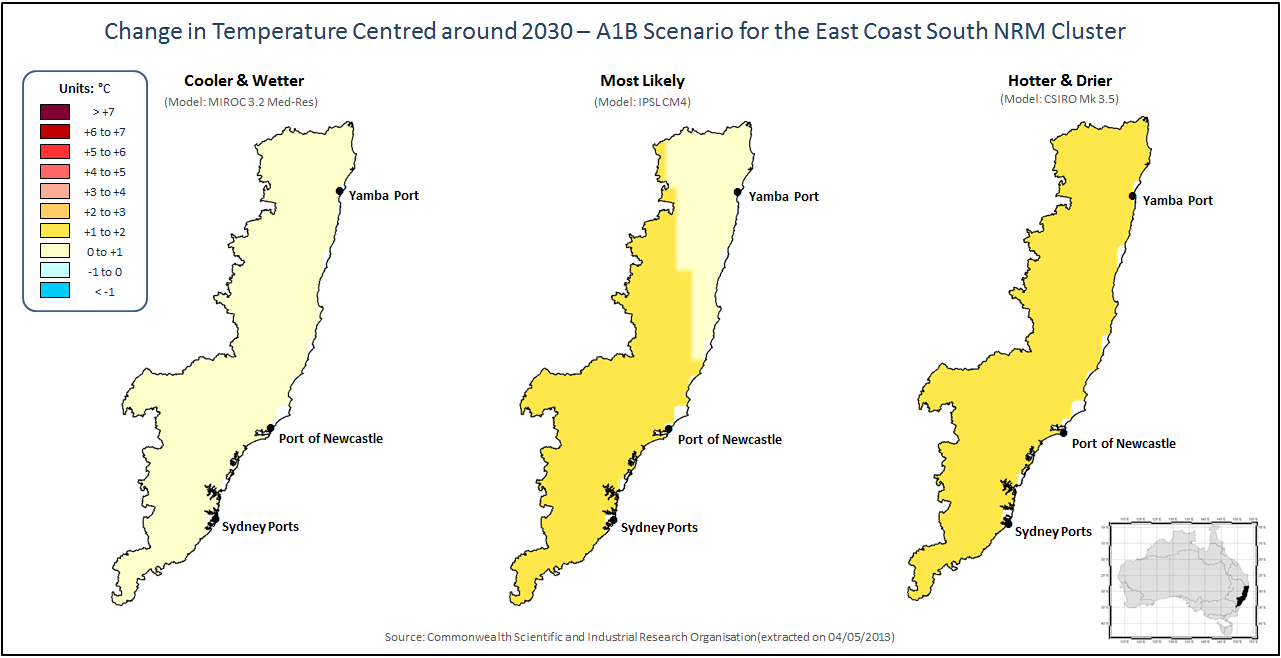 Change in Temperature Centred around 2030 – A1B Scenario for the East Coast South NRM Cluster
Units: °C
> +7
+6 to +7
+5 to +6
+4 to +5
+3 to +4
+2 to +3
+1 to +2
0 to +1
-1 to 0
< -1
Cooler & Wetter
(Model: MIROC 3.2 Med-Res)
Yamba Port
Port of Newcastle
Sydney Ports
Most Likely
(Model: IPSL CM4)
Yamba Port
Port of Newcastle
Sydney Ports
Hotter & Drier
(Model: CSIRO Mk 3.5)
Yamba Port
Port of Newcastle
Sydney Ports
Source: Commonwealth Scientific and Industrial Research Organisation(extracted on 04/05/2013)